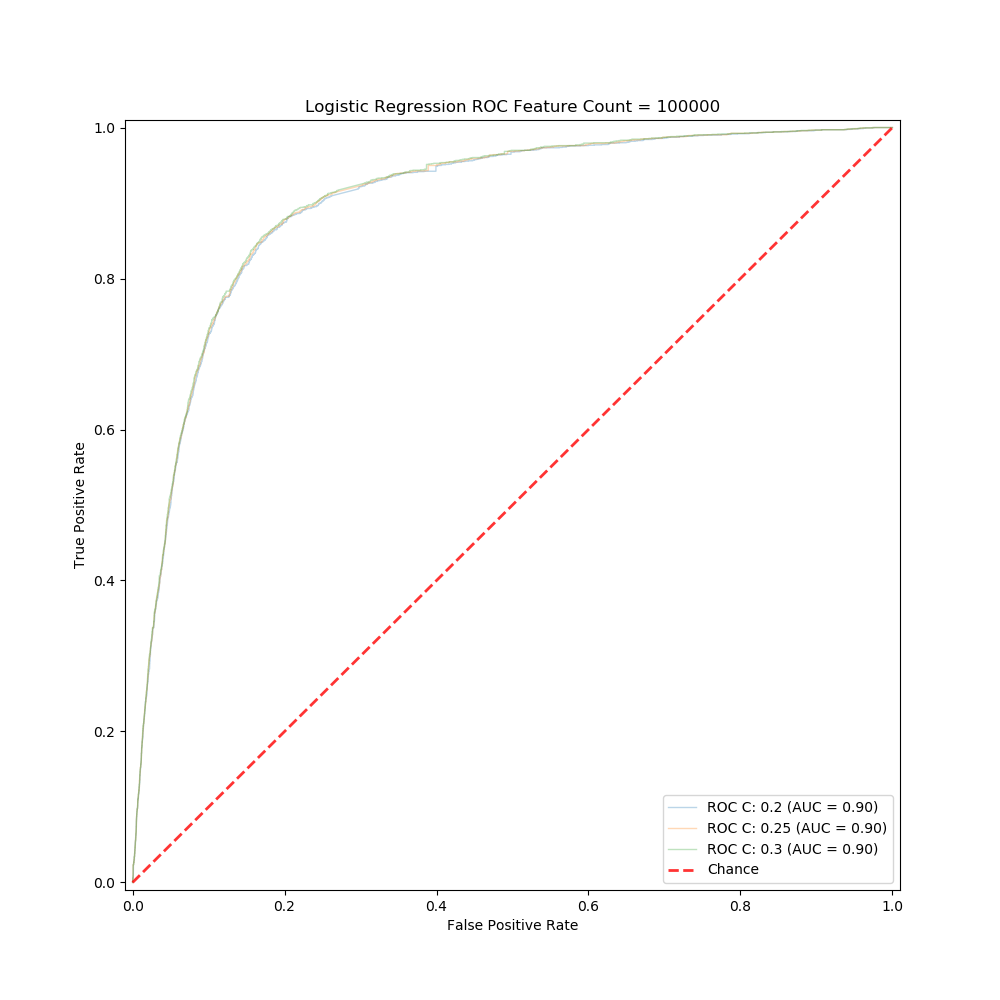 Logistic Regression ROC Feature Count = 100000
1.0
0.8
0.6
0.4
0.2
0.0
True Positive Rate
0.0 0.2 0.4 0.6 0.8 1.0
False Positive Rate
ROC C: 0.2 (AUC = 0.90)
ROC C: 0.25 (AUC = 0.90)
ROC C: 0.3 (AUC = 0.90)
Chance